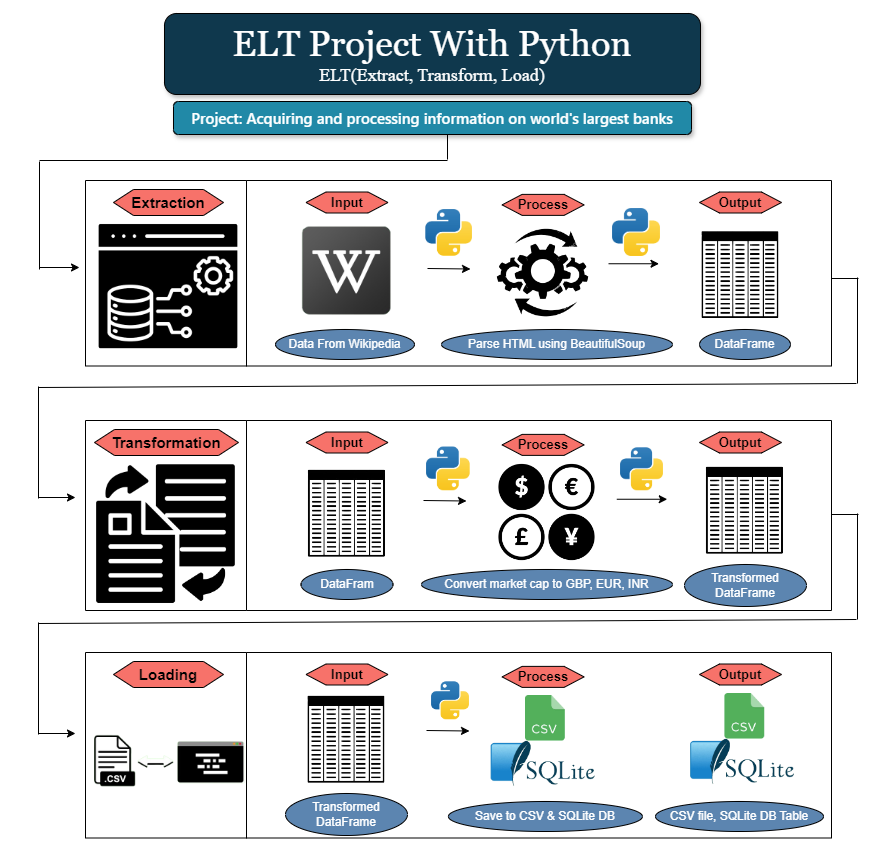 ELT Project With Python
ELT(Extract, Transform, Load)
Project: Acquiring and processing information on world's largest banks
Extraction
Input
Process
Output
W
Data From Wikipedia
Parse HTML using BeautifulSoup
DataFrame
Transformation
Input
Process
Output
$
€
£
¥
DataFram
Convert market cap to GBP, EUR, INR
Transformed
DataFrame
Loading
Input
Process
Output
.CSV
CSV
SQLite
CSV
SQLite
Transformed
DataFrame
Save to CSV & SQLite DB
CSV file, SQLite DB Table